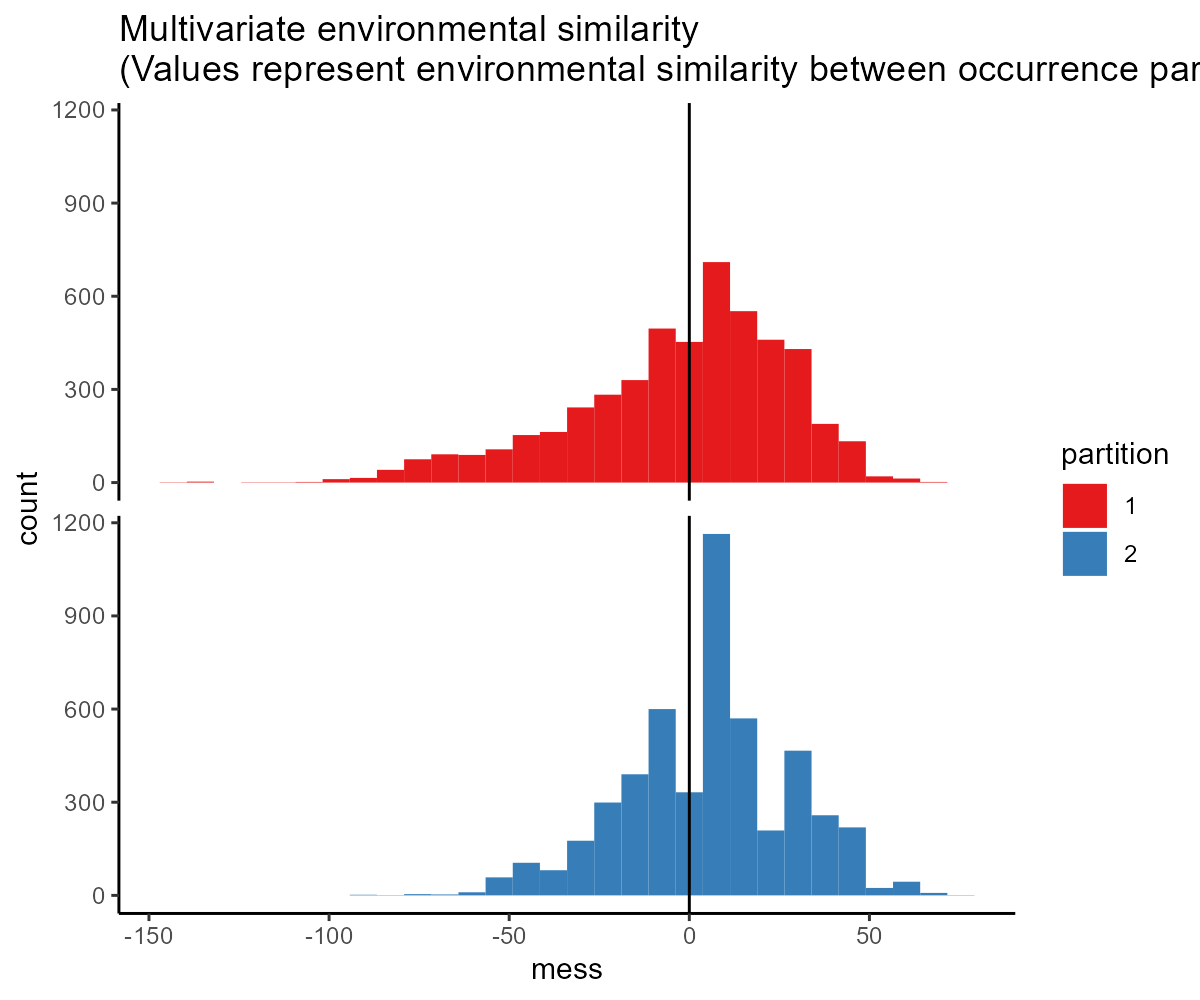 Multivariate environmental similarity
(Values represent environmental similarity between occurrence par
1200
900
600
300
0
1200
900
600
300
0
count
-150 -100 -50 0 50
mess
partition
1
2